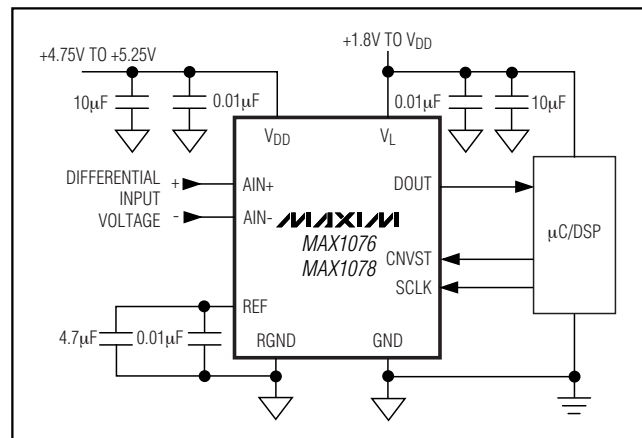 +4.75V TO +5.25V
+1.8V TO VDD
10µF
0.01µF
0.01µF
10µF
VDD
VL
DIFFERENTIAL
INPUT
VOLTAGE
+
-
AIN+
AIN-
DOUT
MAXIM
MAX1076
MAX1078
µC/DSP
CNVST
SCLK
REF
4.7µF
0.01µF
RGND
GND